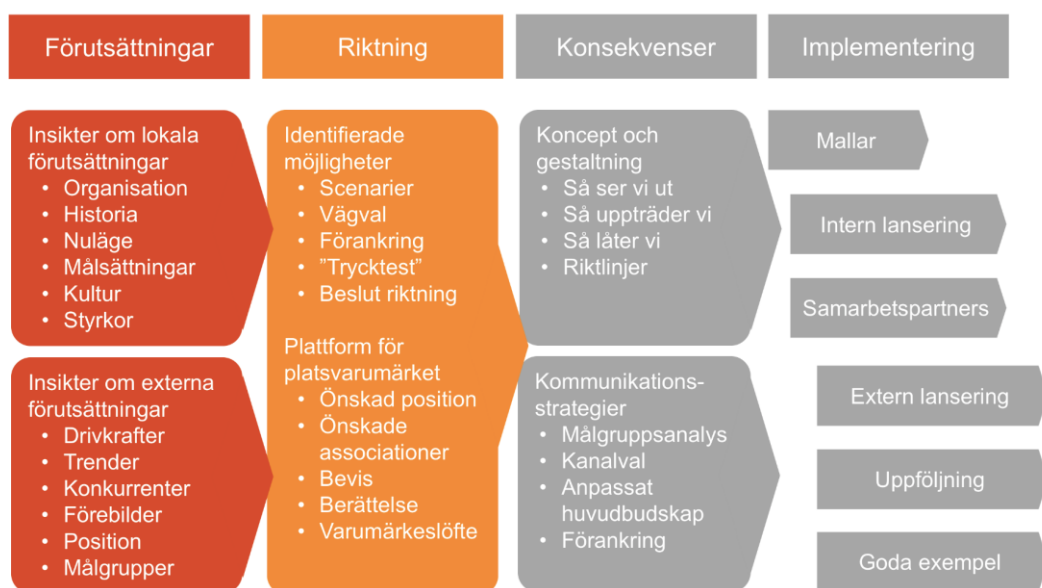 Förutsättningar
Riktning
Konsekvenser
Implementering
Insikter om lokala
förutsättningar
• Organisation
• Historia
• Nuläge
• Målsättningar
• Kultur
• Styrkor
Insikter om externa
förutsättningar
• Drivkrafter
• Trender
• Konkurrenter
• Förebilder
• Position
• Målgrupper
Identifierade
möjligheter
• Scenarier
• Vägval
• Förankring
• ”Trycktest”
• Beslut riktning
Plattform för
platsvarumärket
• Önskad position
• Önskade
associationer
• Bevis
• Berättelse
• Varumärkeslöfte
Koncept och
gestaltning
• Så ser vi ut
• Så uppträder vi
• Så låter vi
• Riktlinjer
Kommunikations-
strategier
• Målgruppsanalys
• Kanalval
• Anpassat
huvudbudskap
• Förankring
Mallar
Intern lansering
Samarbetspartners
Extern lansering
Uppföljning
Goda exempel